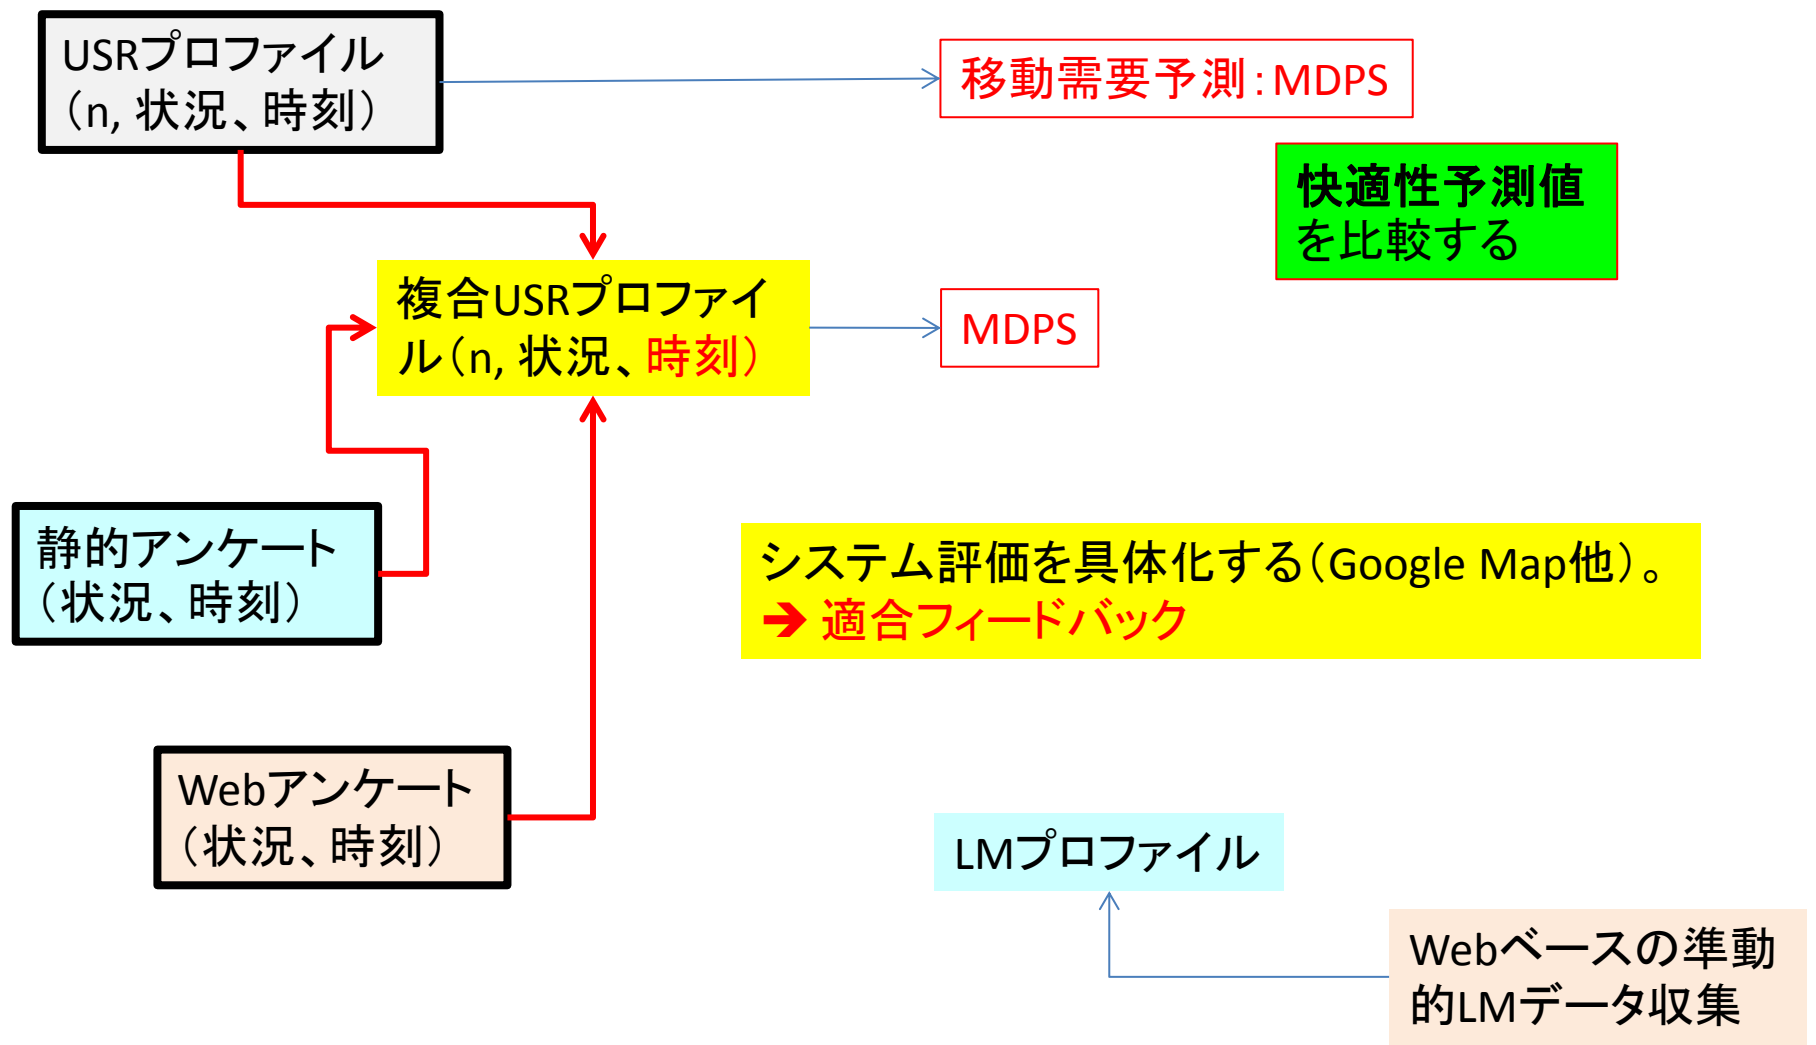 USRプロファイル
（n, 状況、時刻）
移動需要予測：MDPS
快適性予測値
を比較する
複合USRプロファイ
ル（n, 状況、時刻）
MDPS
静的アンケート
（状況、時刻）
システム評価を具体化する（Google Map他）。
➔ 適合フィードバック
Webアンケート
（状況、時刻）
LMプロファイル
Webベースの準動
的LMデータ収集